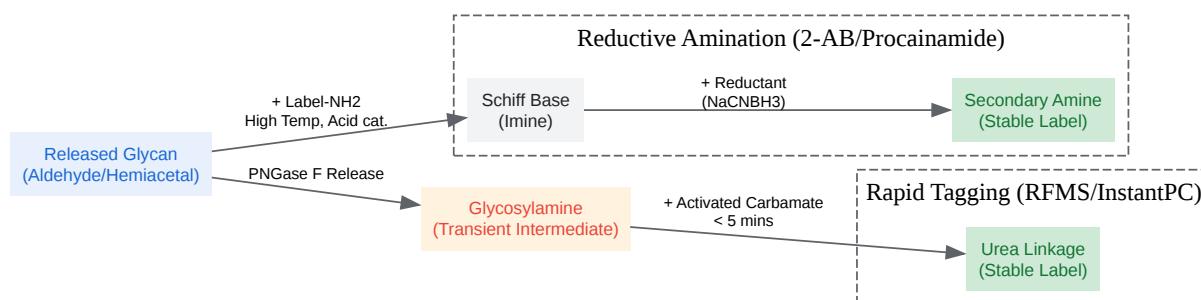 Reductive Amination (2-AB/Procainamide)
+ Label-NH2
High Temp, Acid cat.
Schiff Base
(Imine)
+ Reductant
(NaCNBH3)
Secondary Amine
(Stable Label)
Released Glycan
(Aldehyde/Hemiacetal)
PNGase F Release
Glycosylamine
(Transient Intermediate)
+ Activated Carbamate
< 5 mins
Rapid Tagging (RFMS/InstantPC)
Urea Linkage
(Stable Label)